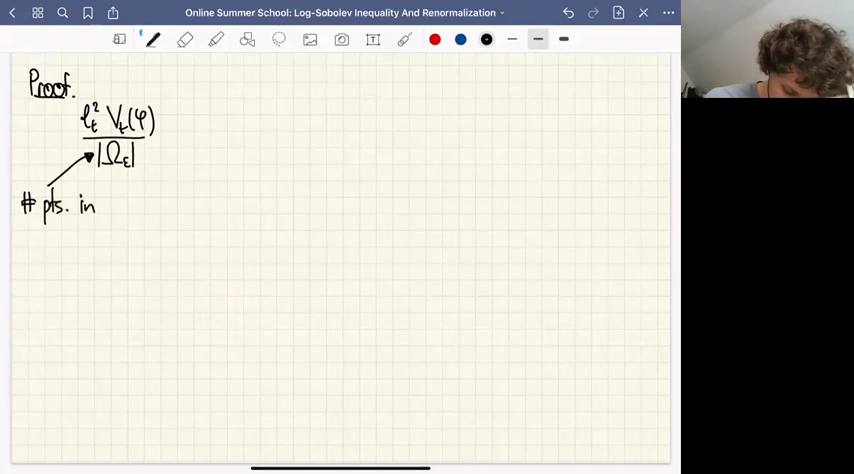 Online Summer School: Log-Sobolev Inequality And Renormalization
Proof.
ℓ_t^2 V_t(φ)
|Ω_ε|
# pts. in